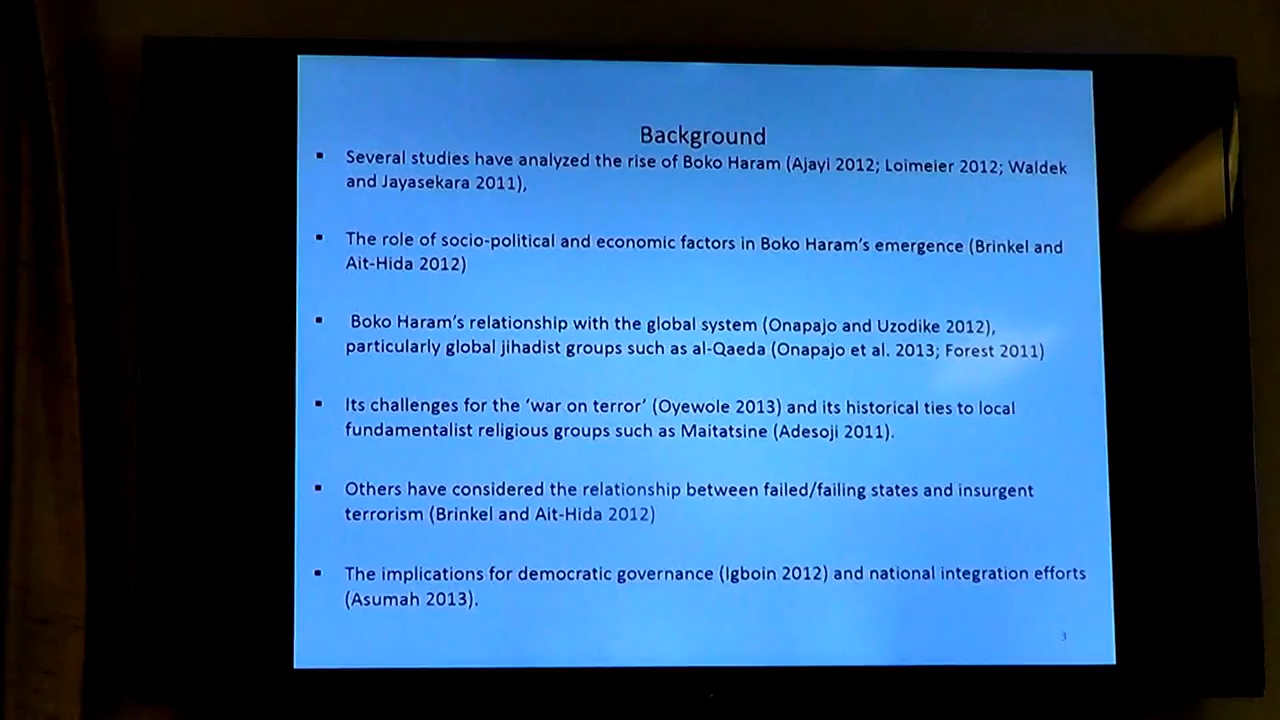 Background
▪ Several studies have analyzed the rise of Boko Haram (Ajayi 2012; Loimeier 2012; Waldek
and Jayasekara 2011),
▪ The role of socio-political and economic factors in Boko Haram's emergence (Brinkel and
Ait-Hida 2012)
▪ Boko Haram's relationship with the global system (Onapajo and Uzodike 2012),
particularly global jihadist groups such as al-Qaeda (Onapajo et al. 2013; Forest 2011)
▪ Its challenges for the 'war on terror' (Oyewole 2013) and its historical ties to local
fundamentalist religious groups such as Maitatsine (Adesoji 2011).
▪ Others have considered the relationship between failed/failing states and insurgent
terrorism (Brinkel and Ait-Hida 2012)
▪ The implications for democratic governance (Igboin 2012) and national integration efforts
(Asumah 2013).
3